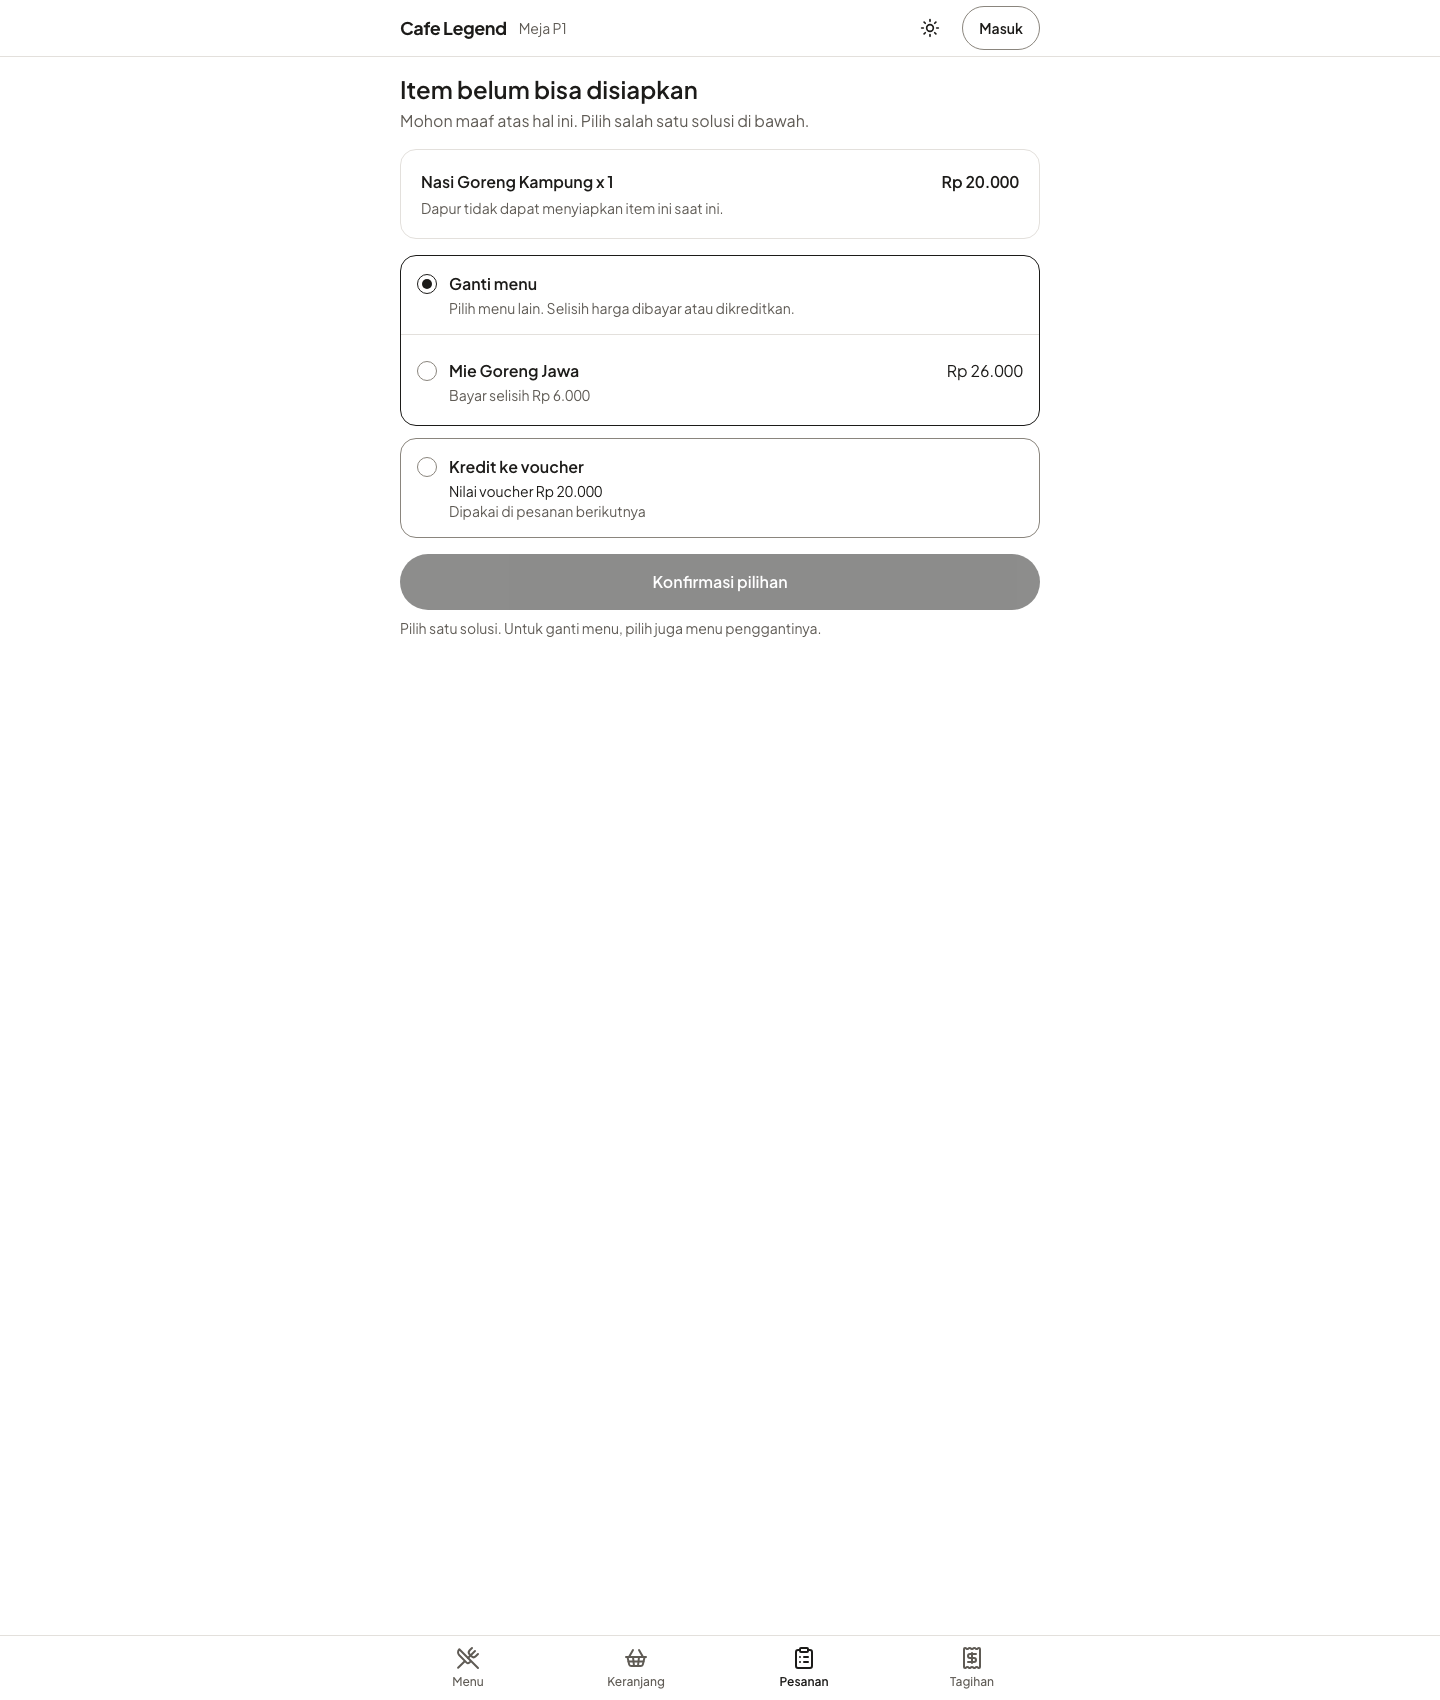 Cafe Legend Meja P1 Masuk
Item belum bisa disiapkan
Mohon maaf atas hal ini. Pilih salah satu solusi di bawah.
Nasi Goreng Kampung x 1 Rp 20.000
Dapur tidak dapat menyiapkan item ini saat ini.
Ganti menu
Pilih menu lain. Selisih harga dibayar atau dikreditkan.
Mie Goreng Jawa Rp 26.000
Bayar selisih Rp 6.000
Kredit ke voucher
Nilai voucher Rp 20.000
Dipakai di pesanan berikutnya
Konfirmasi pilihan
Pilih satu solusi. Untuk ganti menu, pilih juga menu penggantinya.
Menu Keranjang Pesanan Tagihan